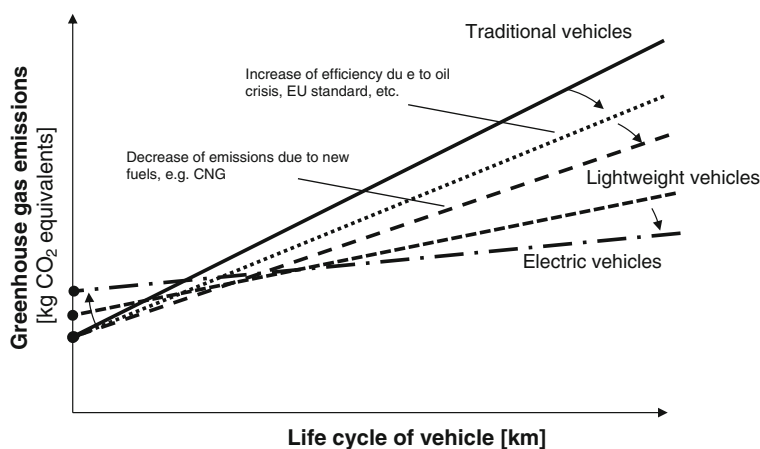 Traditional vehicles
Increase of efficiency du e to oil
crisis, EU standard, etc.
Decrease of emissions due to new
fuels, e.g. CNG
Lightweight vehicles
Electric vehicles
Greenhouse gas emissions
[kg CO₂ equivalents]
Life cycle of vehicle [km]